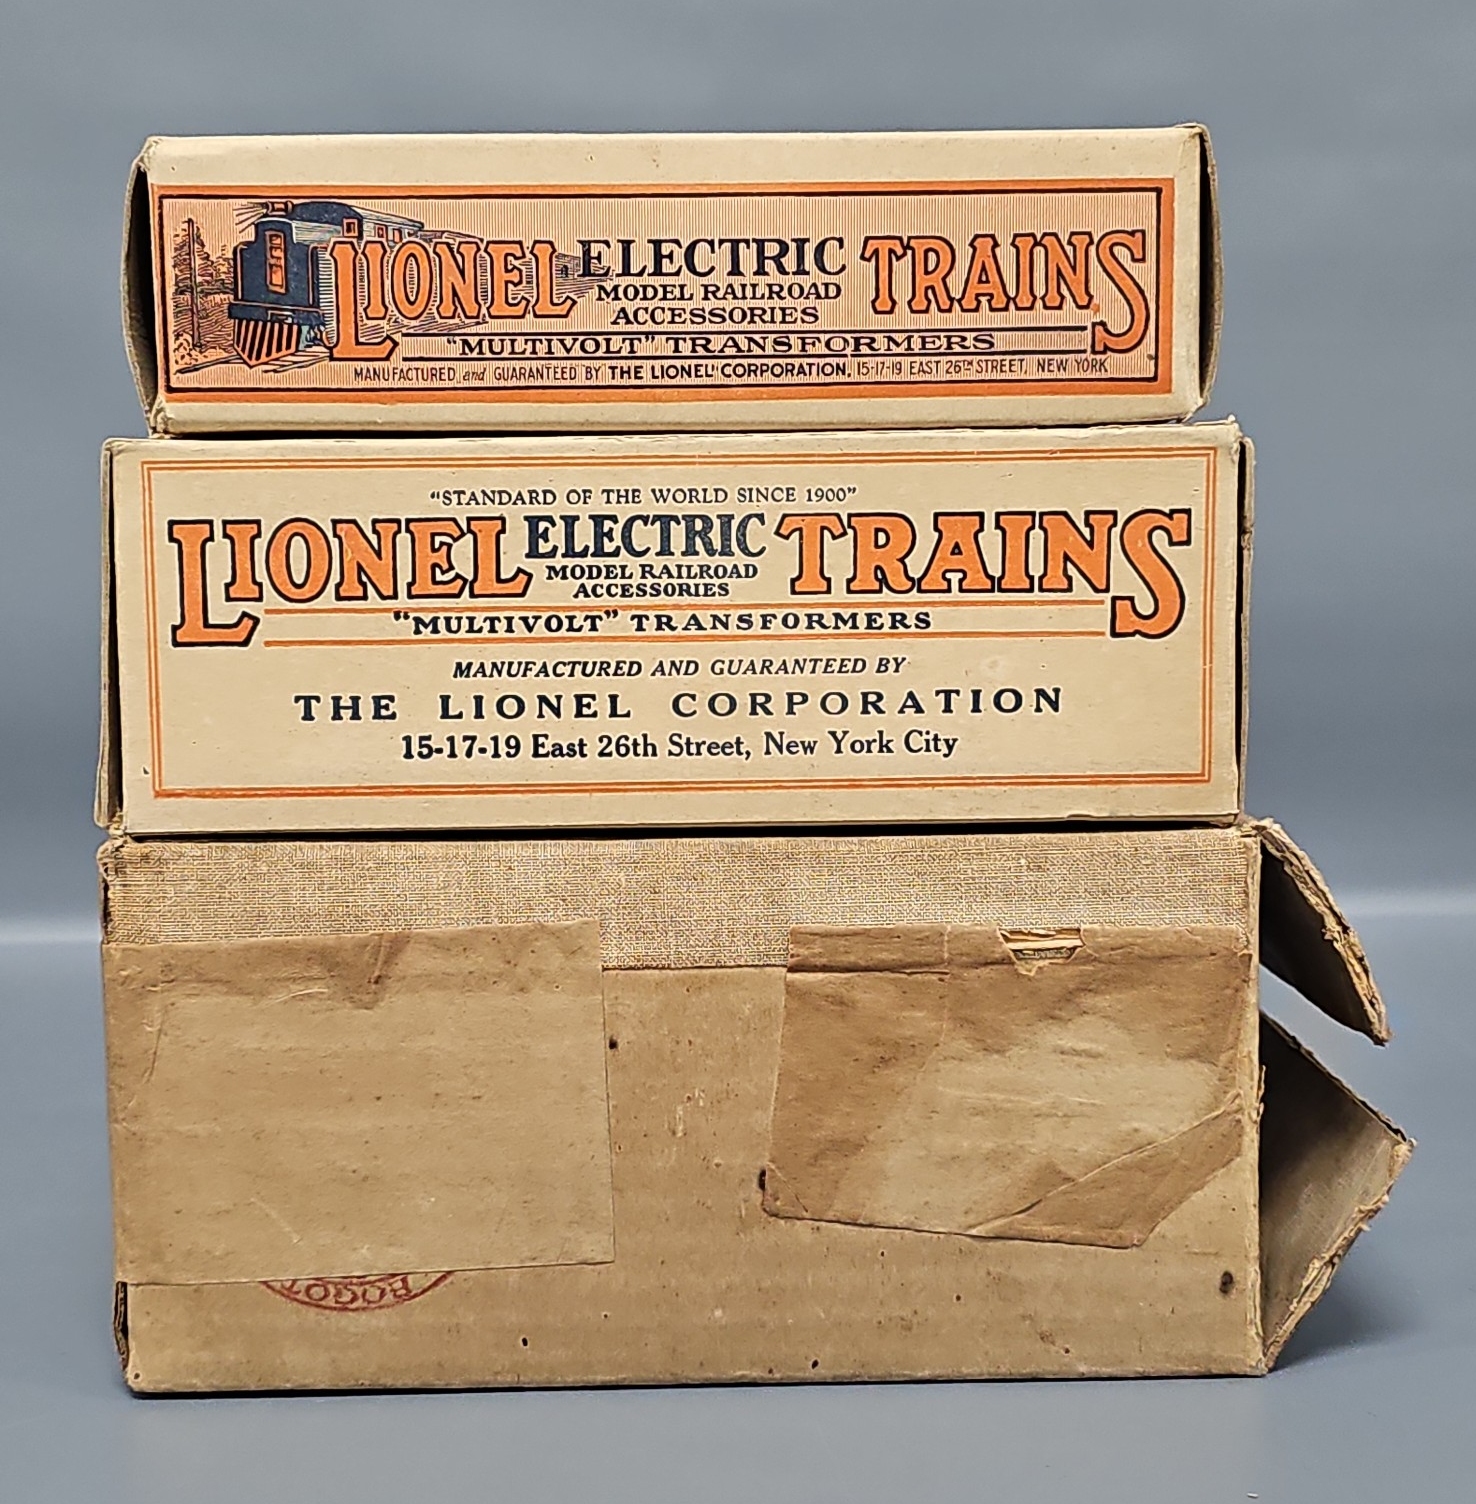 LIONEL ELECTRIC TRAINS
MODEL RAILROAD
ACCESSORIES
"MULTIVOLT" TRANSFORMERS
MANUFACTURED and GUARANTEED BY THE LIONEL CORPORATION. 15-17-19 EAST 26TH STREET, NEW YORK
"STANDARD OF THE WORLD SINCE 1900"
LIONEL ELECTRIC TRAINS
MODEL RAILROAD
ACCESSORIES
"MULTIVOLT" TRANSFORMERS
MANUFACTURED AND GUARANTEED BY
THE LIONEL CORPORATION
15-17-19 East 26th Street, New York City